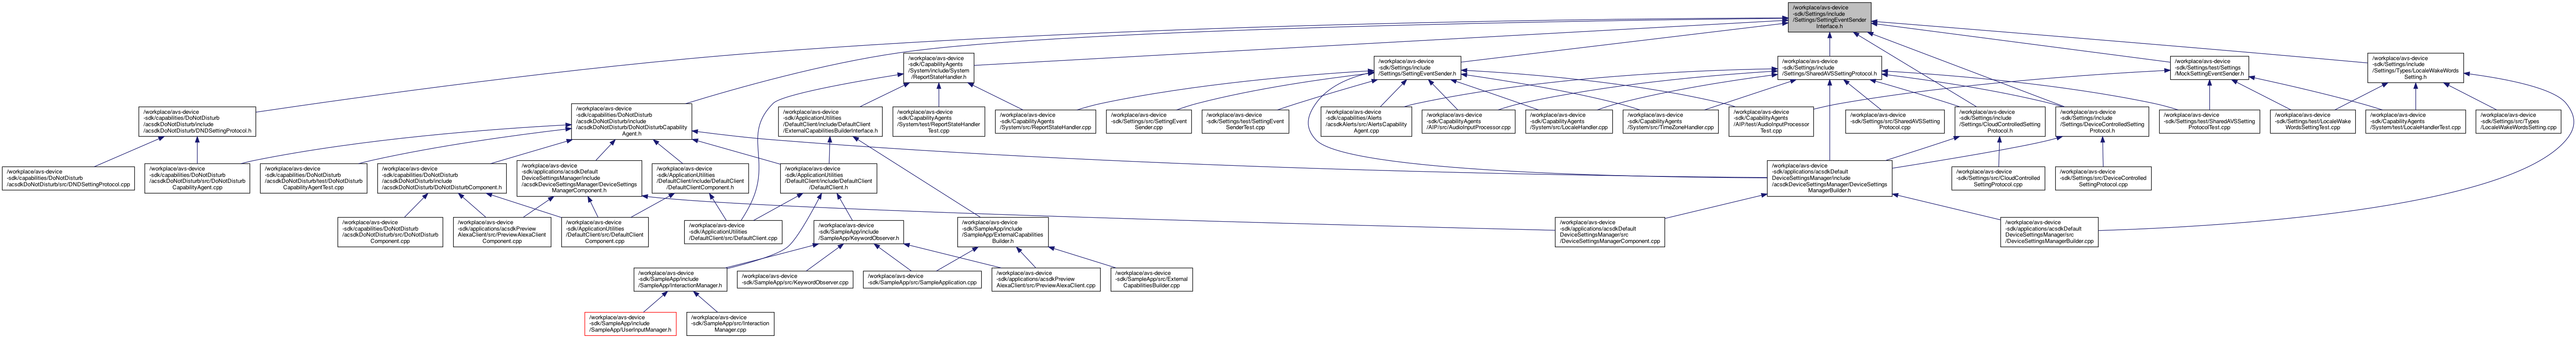 /workplace/avs-device
-sdk/Settings/include
/Settings/SettingEventSender
Interface.h
/workplace/avs-device
-sdk/CapabilityAgents
/System/include/System
/ReportStateHandler.h
/workplace/avs-device
-sdk/Settings/include
/Settings/SettingEventSender.h
/workplace/avs-device
-sdk/Settings/include
/Settings/SharedAVSSettingProtocol.h
/workplace/avs-device
-sdk/Settings/test/Settings
/MockSettingEventSender.h
/workplace/avs-device
-sdk/Settings/include
/Settings/Types/LocaleWakeWords
Setting.h
/workplace/avs-device
-sdk/capabilities/DoNotDisturb
/acsdkDoNotDisturb/include
/acsdkDoNotDisturb/DNDSettingProtocol.h
/workplace/avs-device
-sdk/capabilities/DoNotDisturb
/acsdkDoNotDisturb/include
/acsdkDoNotDisturb/DoNotDisturbCapability
Agent.h
/workplace/avs-device
-sdk/ApplicationUtilities
/DefaultClient/include/DefaultClient
/ExternalCapabilitiesBuilderInterface.h
/workplace/avs-device
-sdk/CapabilityAgents
/System/test/ReportStateHandler
Test.cpp
/workplace/avs-device
-sdk/CapabilityAgents
/System/src/ReportStateHandler.cpp
/workplace/avs-device
-sdk/Settings/src/SettingEvent
Sender.cpp
/workplace/avs-device
-sdk/Settings/test/SettingEvent
SenderTest.cpp
/workplace/avs-device
-sdk/capabilities/Alerts
/acsdkAlerts/src/AlertsCapability
Agent.cpp
/workplace/avs-device
-sdk/CapabilityAgents
/AIP/src/AudioInputProcessor.cpp
/workplace/avs-device
-sdk/CapabilityAgents
/System/src/LocaleHandler.cpp
/workplace/avs-device
-sdk/CapabilityAgents
/System/src/TimeZoneHandler.cpp
/workplace/avs-device
-sdk/CapabilityAgents
/AIP/test/AudioInputProcessor
Test.cpp
/workplace/avs-device
-sdk/Settings/src/SharedAVSSetting
Protocol.cpp
/workplace/avs-device
-sdk/Settings/include
/Settings/CloudControlledSetting
Protocol.h
/workplace/avs-device
-sdk/Settings/include
/Settings/DeviceControlledSetting
Protocol.h
/workplace/avs-device
-sdk/Settings/test/SharedAVSSetting
ProtocolTest.cpp
/workplace/avs-device
-sdk/Settings/test/LocaleWake
WordsSettingTest.cpp
/workplace/avs-device
-sdk/CapabilityAgents
/System/test/LocaleHandlerTest.cpp
/workplace/avs-device
-sdk/Settings/src/Types
/LocaleWakeWordsSetting.cpp
/workplace/avs-device
-sdk/capabilities/DoNotDisturb
/acsdkDoNotDisturb/src/DNDSettingProtocol.cpp
/workplace/avs-device
-sdk/capabilities/DoNotDisturb
/acsdkDoNotDisturb/src/DoNotDisturb
CapabilityAgent.cpp
/workplace/avs-device
-sdk/capabilities/DoNotDisturb
/acsdkDoNotDisturb/test/DoNotDisturb
CapabilityAgentTest.cpp
/workplace/avs-device
-sdk/capabilities/DoNotDisturb
/acsdkDoNotDisturb/include
/acsdkDoNotDisturb/DoNotDisturbComponent.h
/workplace/avs-device
-sdk/applications/acsdkDefault
DeviceSettingsManager/include
/acsdkDeviceSettingsManager/DeviceSettings
ManagerComponent.h
/workplace/avs-device
-sdk/ApplicationUtilities
/DefaultClient/include/DefaultClient
/DefaultClientComponent.h
/workplace/avs-device
-sdk/ApplicationUtilities
/DefaultClient/include/DefaultClient
/DefaultClient.h
/workplace/avs-device
-sdk/applications/acsdkDefault
DeviceSettingsManager/include
/acsdkDeviceSettingsManager/DeviceSettings
ManagerBuilder.h
/workplace/avs-device
-sdk/Settings/src/CloudControlled
SettingProtocol.cpp
/workplace/avs-device
-sdk/Settings/src/DeviceControlled
SettingProtocol.cpp
/workplace/avs-device
-sdk/capabilities/DoNotDisturb
/acsdkDoNotDisturb/src/DoNotDisturb
Component.cpp
/workplace/avs-device
-sdk/applications/acsdkPreview
AlexaClient/src/PreviewAlexaClient
Component.cpp
/workplace/avs-device
-sdk/ApplicationUtilities
/DefaultClient/src/DefaultClient
Component.cpp
/workplace/avs-device
-sdk/ApplicationUtilities
/DefaultClient/src/DefaultClient.cpp
/workplace/avs-device
-sdk/SampleApp/include
/SampleApp/KeywordObserver.h
/workplace/avs-device
-sdk/SampleApp/include
/SampleApp/ExternalCapabilities
Builder.h
/workplace/avs-device
-sdk/applications/acsdkDefault
DeviceSettingsManager/src
/DeviceSettingsManagerComponent.cpp
/workplace/avs-device
-sdk/applications/acsdkDefault
DeviceSettingsManager/src
/DeviceSettingsManagerBuilder.cpp
/workplace/avs-device
-sdk/SampleApp/include
/SampleApp/InteractionManager.h
/workplace/avs-device
-sdk/SampleApp/src/KeywordObserver.cpp
/workplace/avs-device
-sdk/SampleApp/src/SampleApplication.cpp
/workplace/avs-device
-sdk/applications/acsdkPreview
AlexaClient/src/PreviewAlexaClient.cpp
/workplace/avs-device
-sdk/SampleApp/src/External
CapabilitiesBuilder.cpp
/workplace/avs-device
-sdk/SampleApp/include
/SampleApp/UserInputManager.h
/workplace/avs-device
-sdk/SampleApp/src/Interaction
Manager.cpp